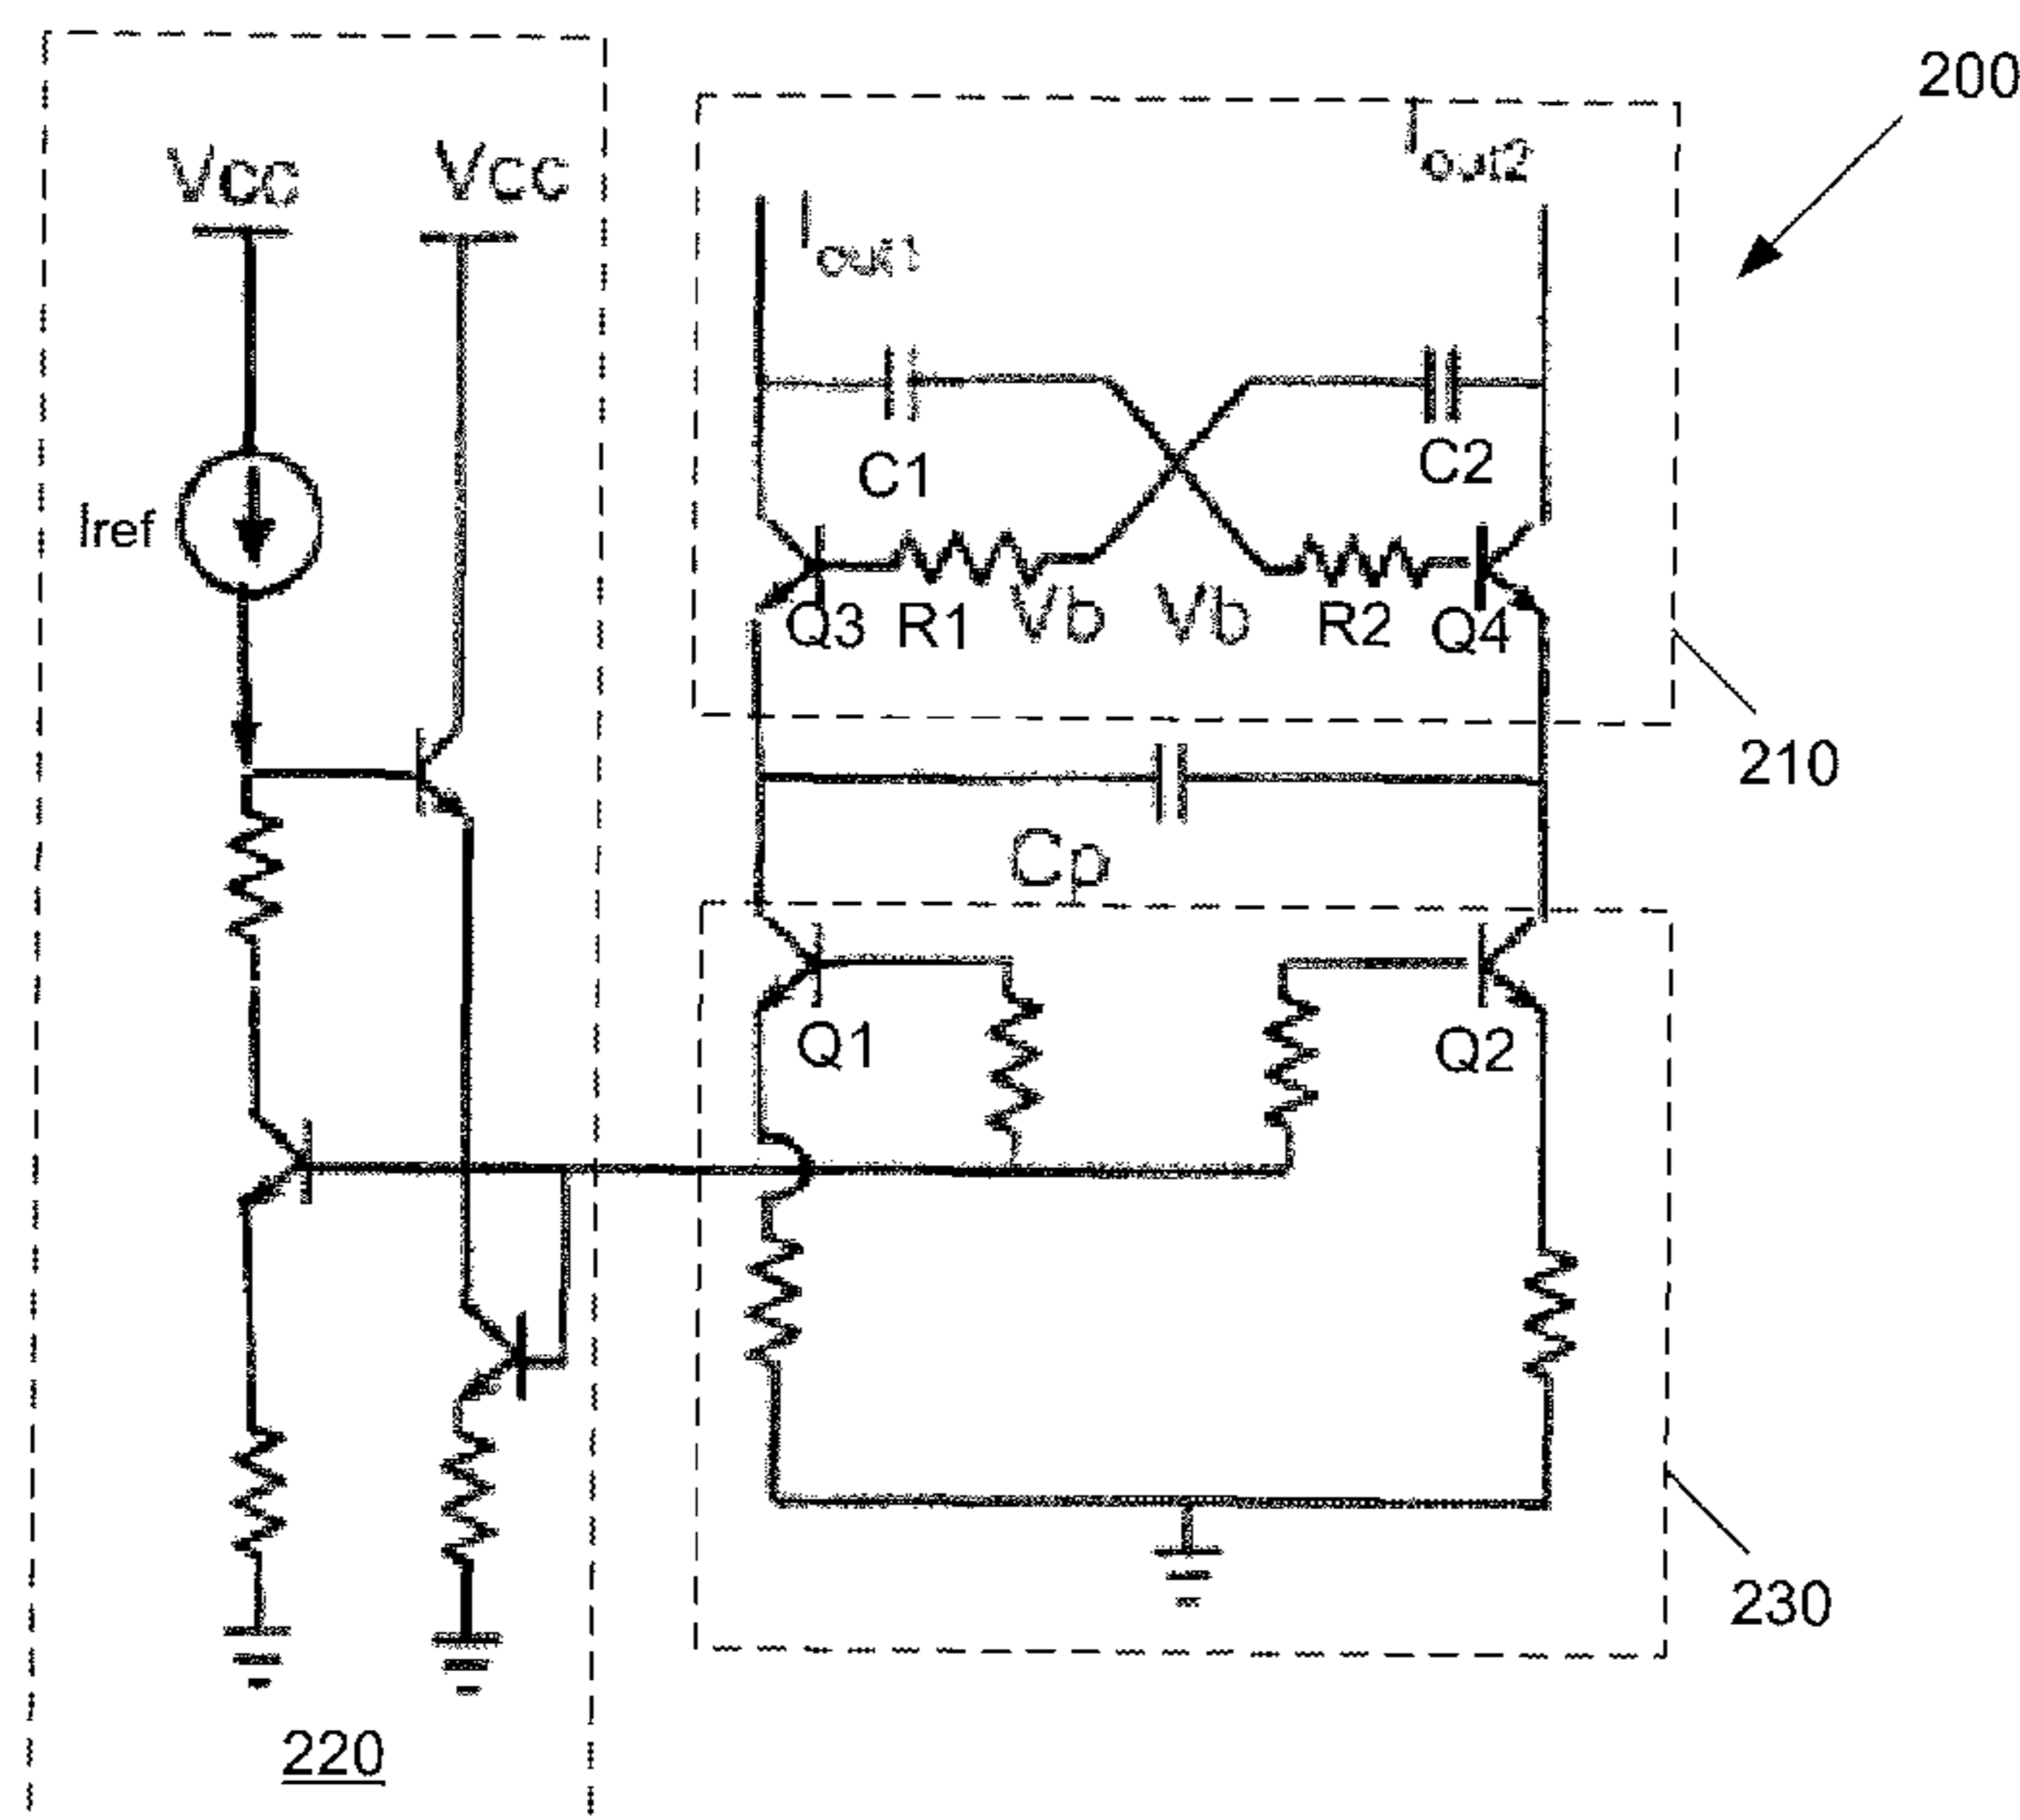 200
Vcc
Vcc
Iout2
Iout1
C1
C2
Iref
Q3
R1
Vb
Vb
R2
Q4
210
Cp
Q1
Q2
230
220